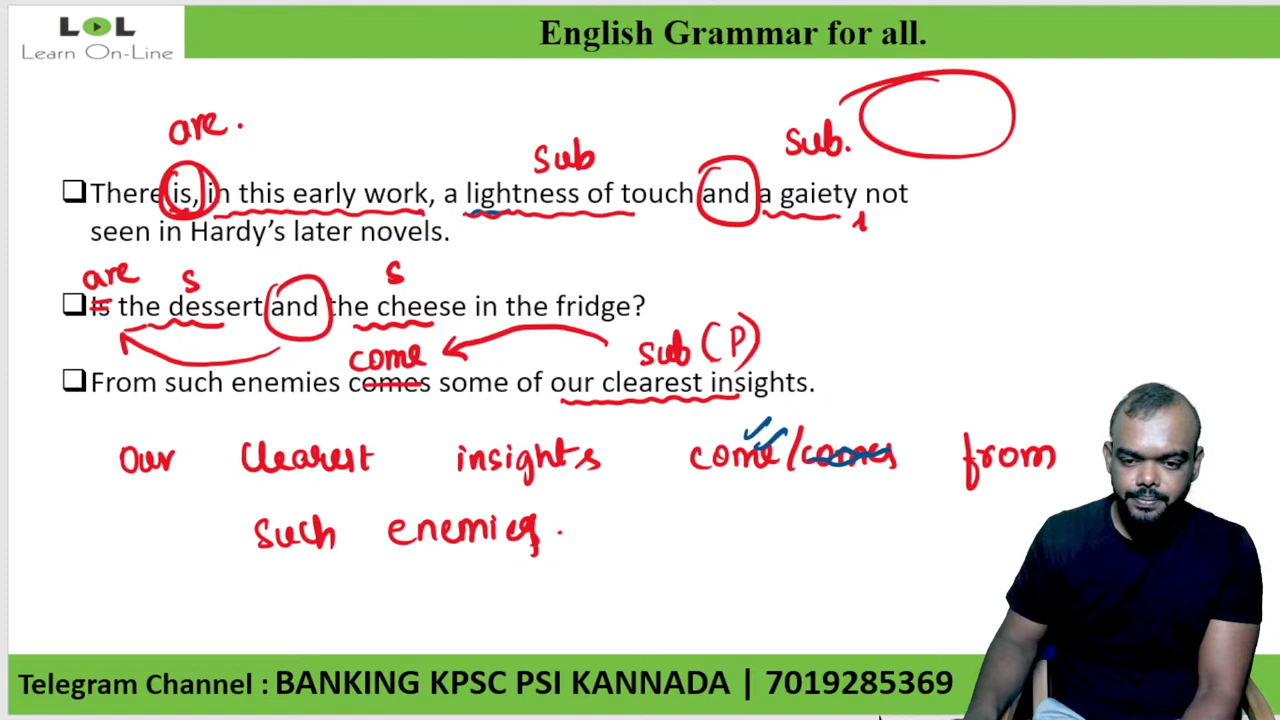 LOL
Learn On-Line
English Grammar for all.
are.
sub
sub.
There is, in this early work, a lightness of touch and a gaiety not
seen in Hardy's later novels.
are s s
Is the dessert and the cheese in the fridge?
come sub (P)
From such enemies comes some of our clearest insights.
Our clearest insights come/comes from
such enemies.
Telegram Channel : BANKING KPSC PSI KANNADA | 7019285369